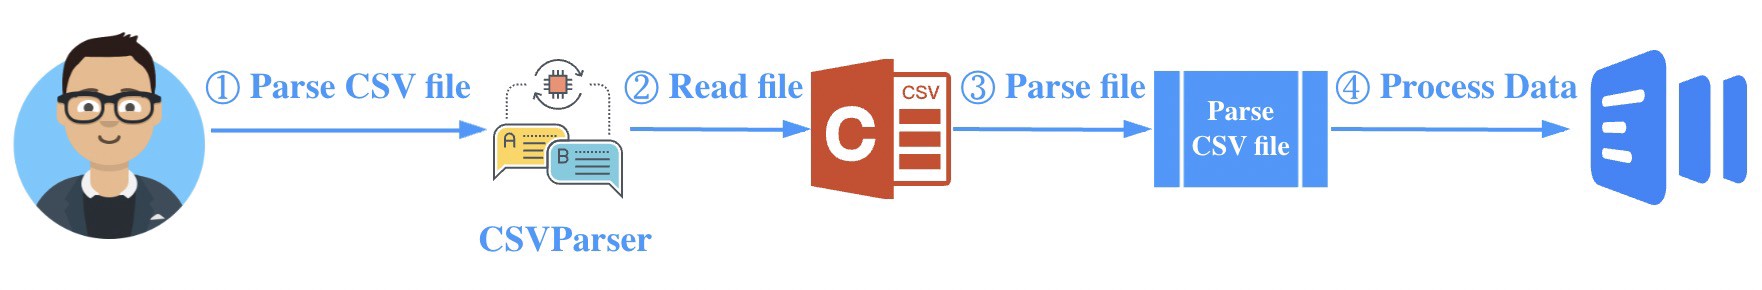 ① Parse CSV file
② Read file
③ Parse file
④ Process Data
A
B
CSVParser
C
CSV
Parse
CSV file